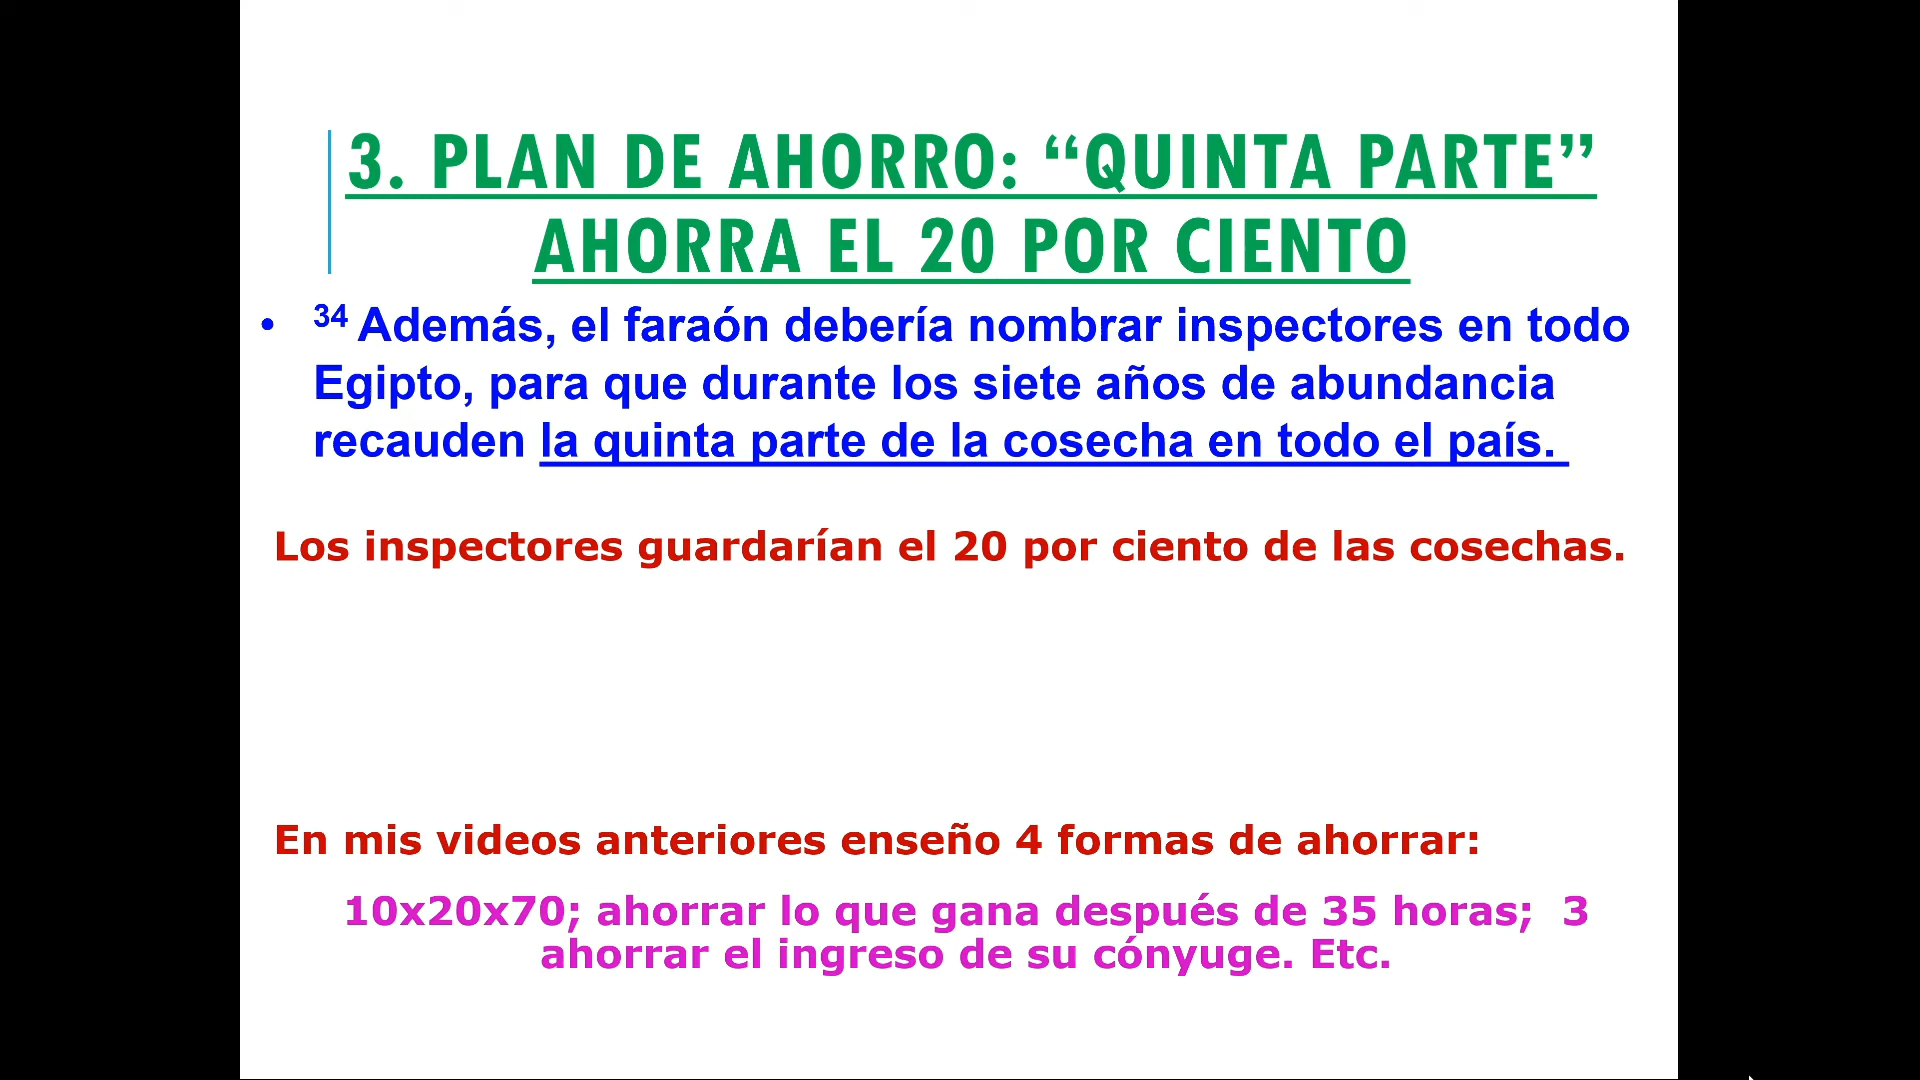 3. PLAN DE AHORRO: “QUINTA PARTE”
AHORRA EL 20 POR CIENTO
• 34 Además, el faraón debería nombrar inspectores en todo
Egipto, para que durante los siete años de abundancia
recauden la quinta parte de la cosecha en todo el país.
Los inspectores guardarían el 20 por ciento de las cosechas.
En mis videos anteriores enseño 4 formas de ahorrar:
10x20x70; ahorrar lo que gana después de 35 horas; 3
ahorrar el ingreso de su cónyuge. Etc.